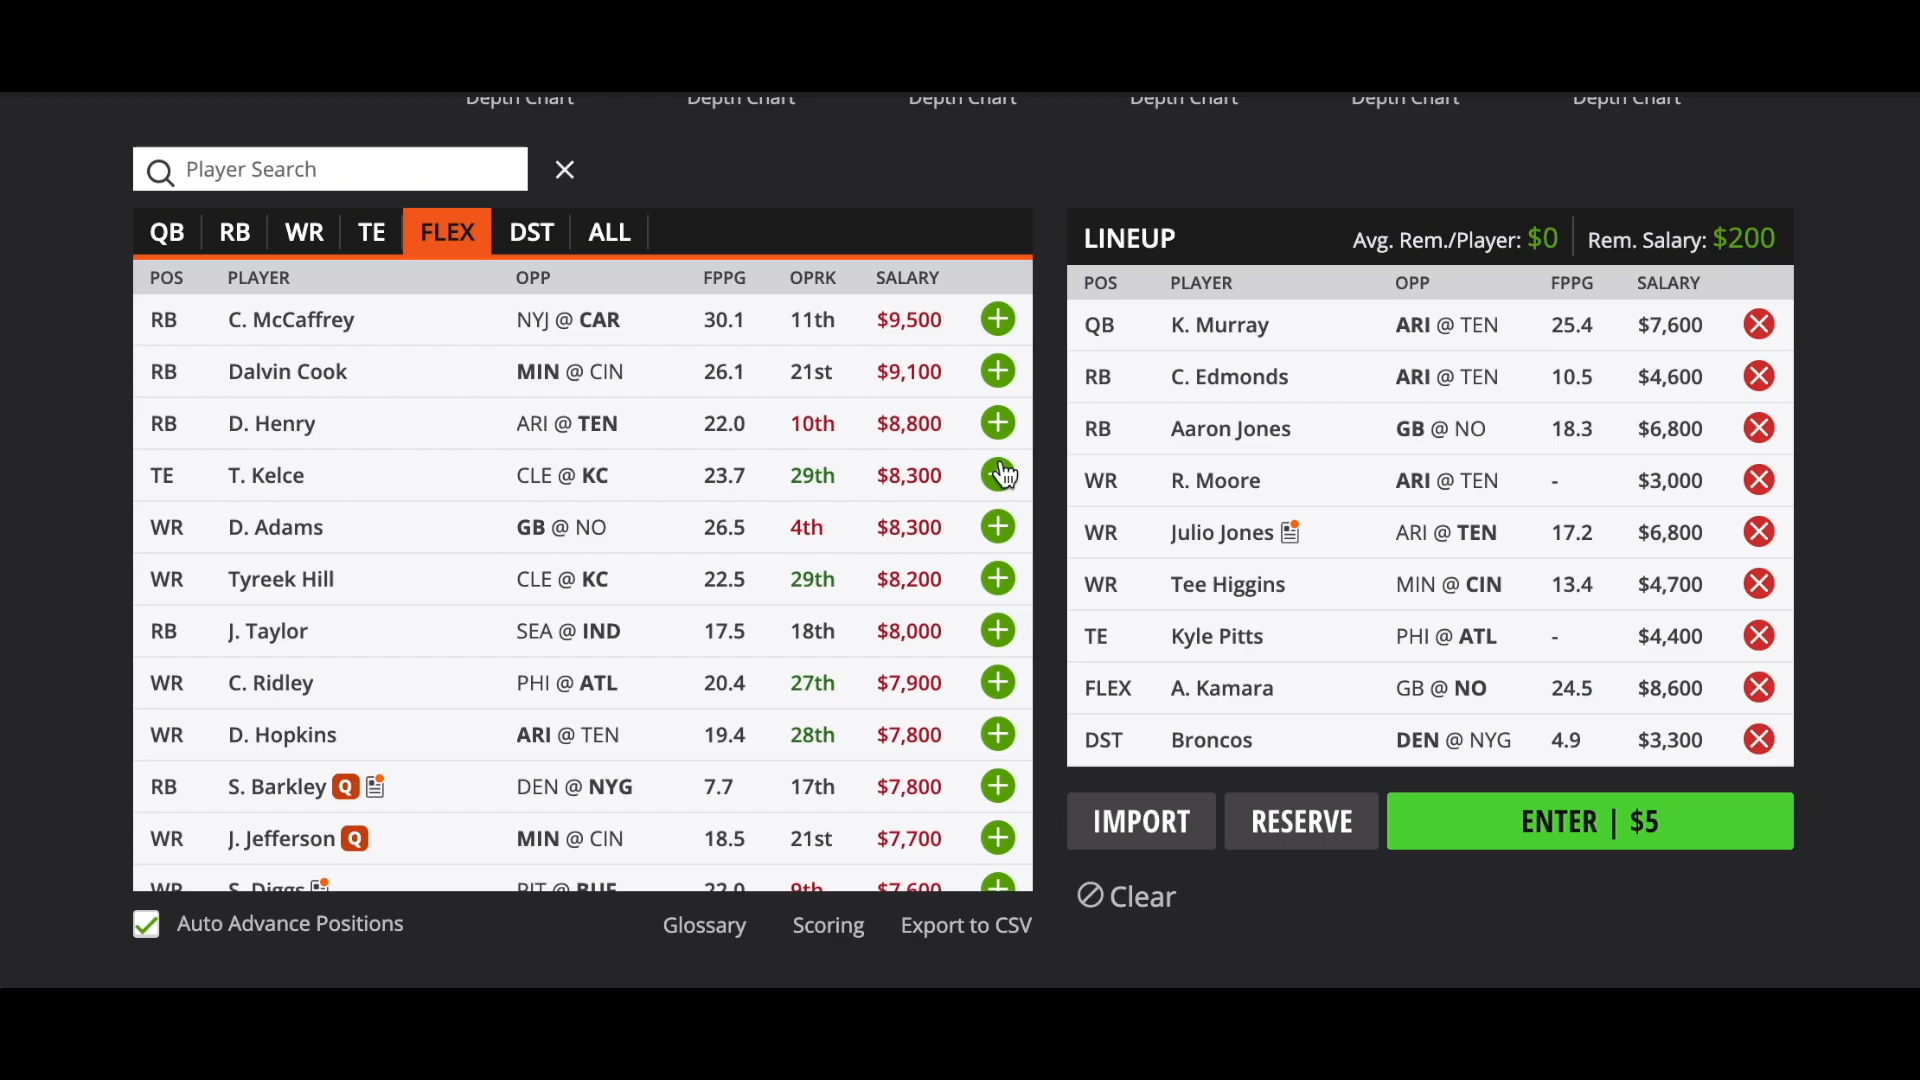 Depth Chart Depth Chart Depth Chart Depth Chart Depth Chart Depth Chart
Player Search
QB RB WR TE FLEX DST ALL
POS PLAYER OPP FPPG OPRK SALARY
RB C. McCaffrey NYJ @ CAR 30.1 11th $9,500
RB Dalvin Cook MIN @ CIN 26.1 21st $9,100
RB D. Henry ARI @ TEN 22.0 10th $8,800
TE T. Kelce CLE @ KC 23.7 29th $8,300
WR D. Adams GB @ NO 26.5 4th $8,300
WR Tyreek Hill CLE @ KC 22.5 29th $8,200
RB J. Taylor SEA @ IND 17.5 18th $8,000
WR C. Ridley PHI @ ATL 20.4 27th $7,900
WR D. Hopkins ARI @ TEN 19.4 28th $7,800
RB S. Barkley Q DEN @ NYG 7.7 17th $7,800
WR J. Jefferson Q MIN @ CIN 18.5 21st $7,700
WR S. Diggs PIT @ BUF 22.0 9th $7,600
Auto Advance Positions Glossary Scoring Export to CSV
LINEUP Avg. Rem./Player: $0 Rem. Salary: $200
POS PLAYER OPP FPPG SALARY
QB K. Murray ARI @ TEN 25.4 $7,600
RB C. Edmonds ARI @ TEN 10.5 $4,600
RB Aaron Jones GB @ NO 18.3 $6,800
WR R. Moore ARI @ TEN - $3,000
WR Julio Jones ARI @ TEN 17.2 $6,800
WR Tee Higgins MIN @ CIN 13.4 $4,700
TE Kyle Pitts PHI @ ATL - $4,400
FLEX A. Kamara GB @ NO 24.5 $8,600
DST Broncos DEN @ NYG 4.9 $3,300
IMPORT RESERVE ENTER | $5
Clear